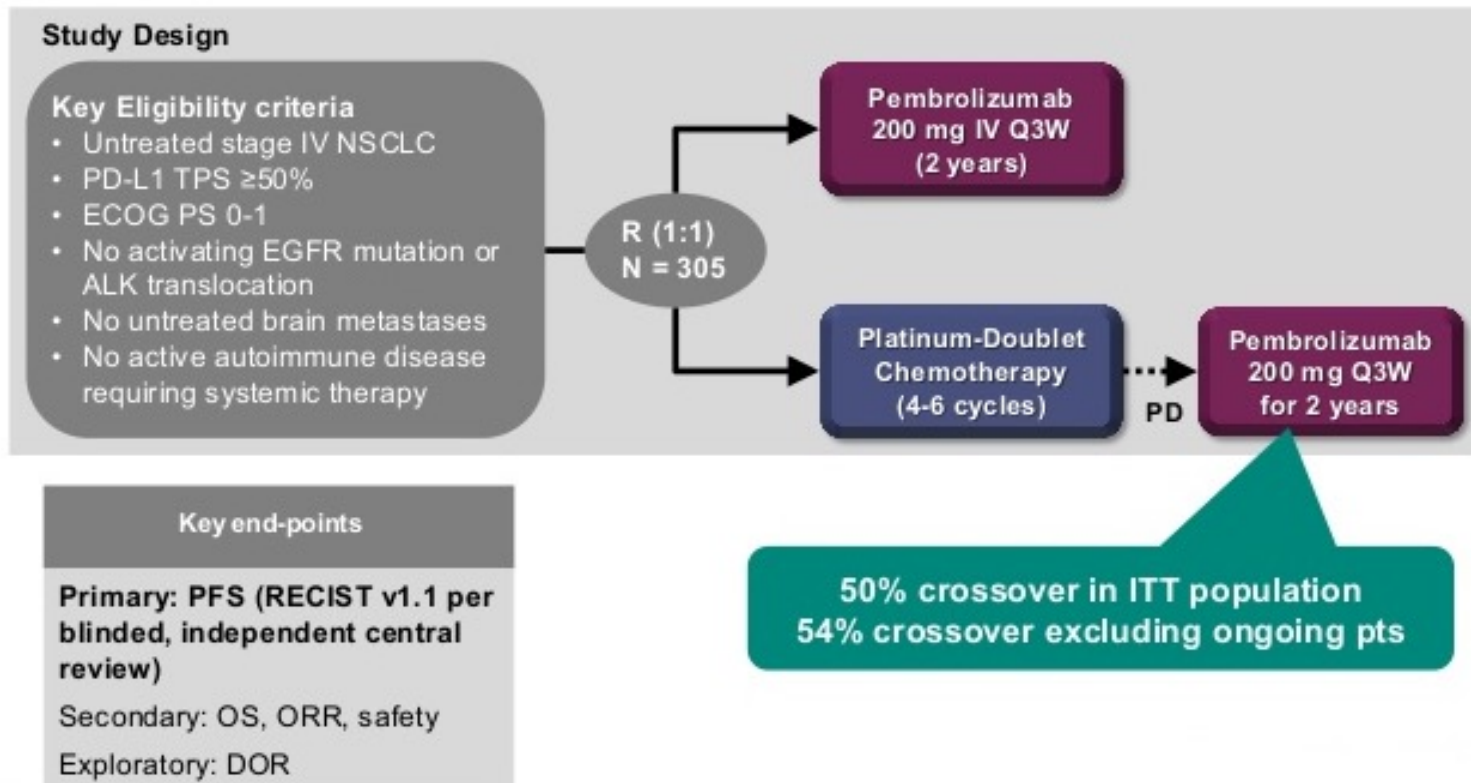 Study Design
Key Eligibility criteria
• Untreated stage IV NSCLC
• PD-L1 TPS ≥50%
• ECOG PS 0-1
• No activating EGFR mutation or
ALK translocation
• No untreated brain metastases
• No active autoimmune disease
requiring systemic therapy
R (1:1)
N = 305
Pembrolizumab
200 mg IV Q3W
(2 years)
Platinum-Doublet
Chemotherapy
(4-6 cycles)
PD
Pembrolizumab
200 mg Q3W
for 2 years
50% crossover in ITT population
54% crossover excluding ongoing pts
Key end-points
Primary: PFS (RECIST v1.1 per
blinded, independent central
review)
Secondary: OS, ORR, safety
Exploratory: DOR